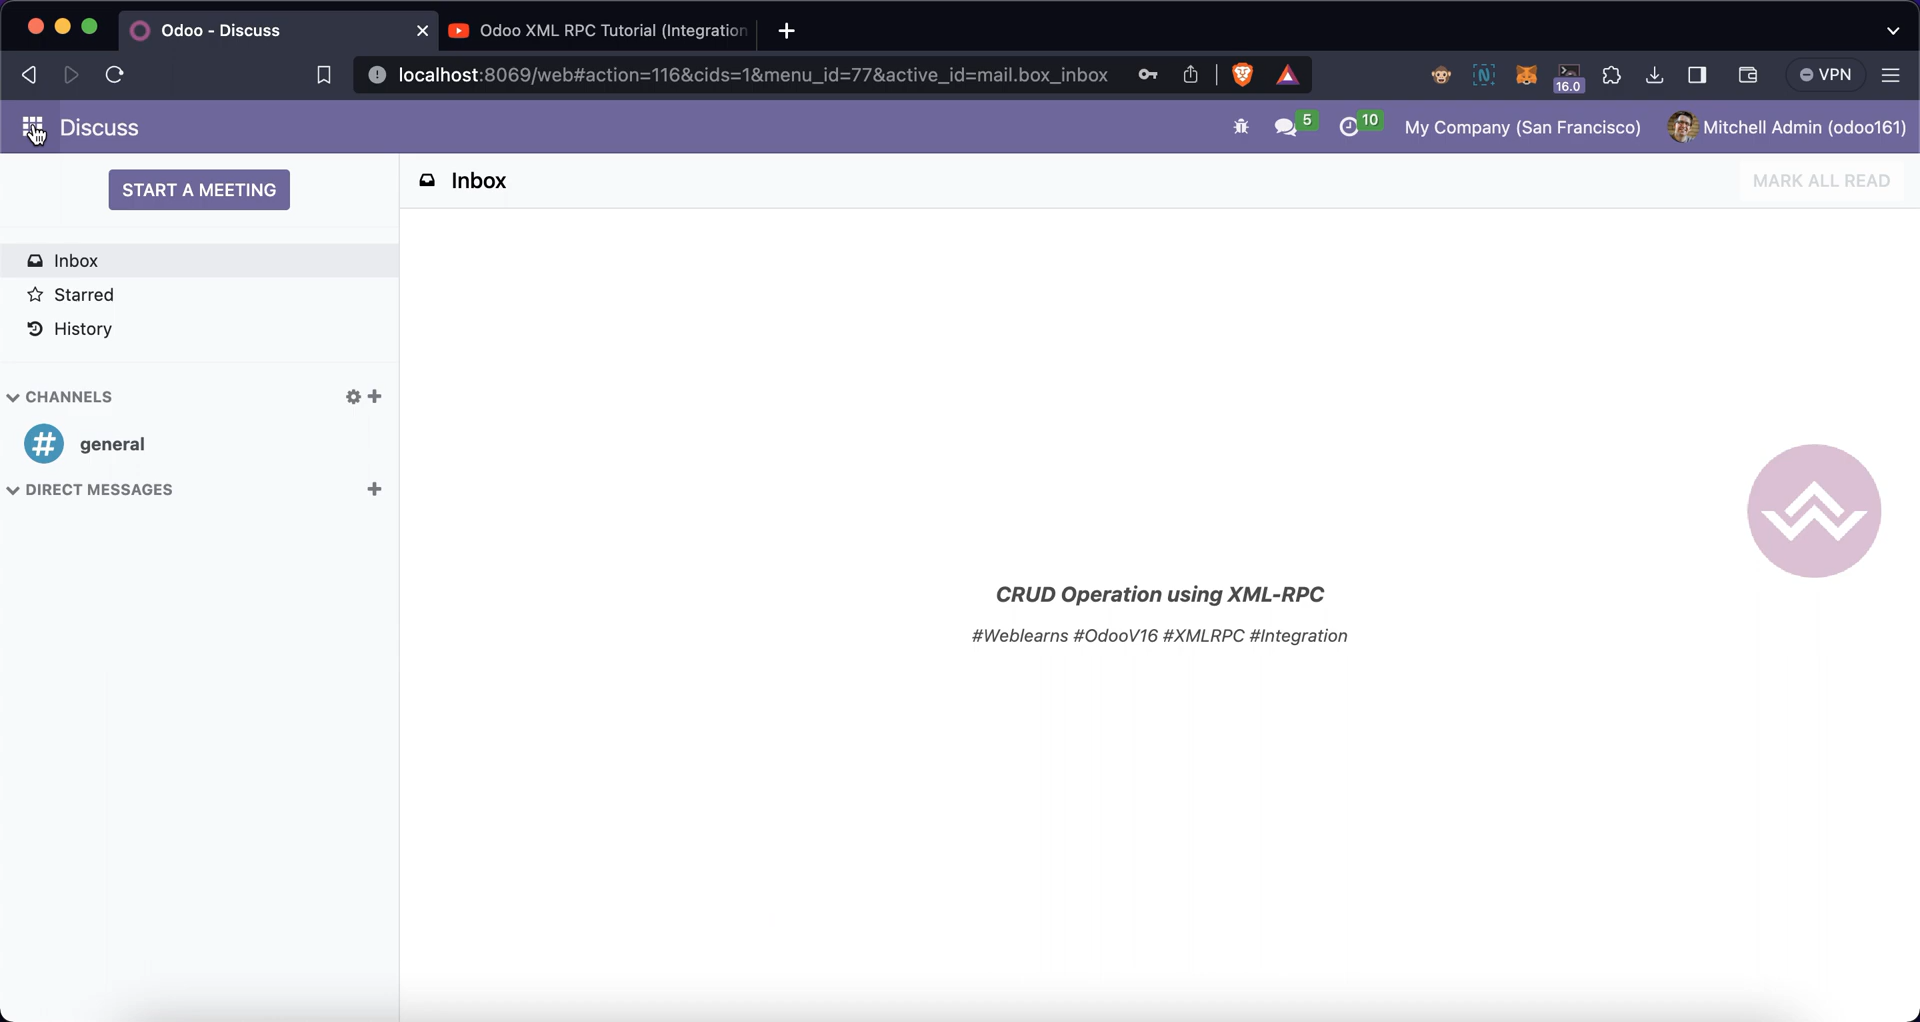 Odoo - Discuss
Odoo XML RPC Tutorial (Integration
localhost:8069/web#action=116&cids=1&menu_id=77&active_id=mail.box_inbox
16.0
VPN
Discuss
5
10
My Company (San Francisco)
Mitchell Admin (odoo161)
START A MEETING
Inbox
MARK ALL READ
Inbox
Starred
History
CHANNELS
# general
DIRECT MESSAGES
CRUD Operation using XML-RPC
#Weblearns #OdooV16 #XMLRPC #Integration